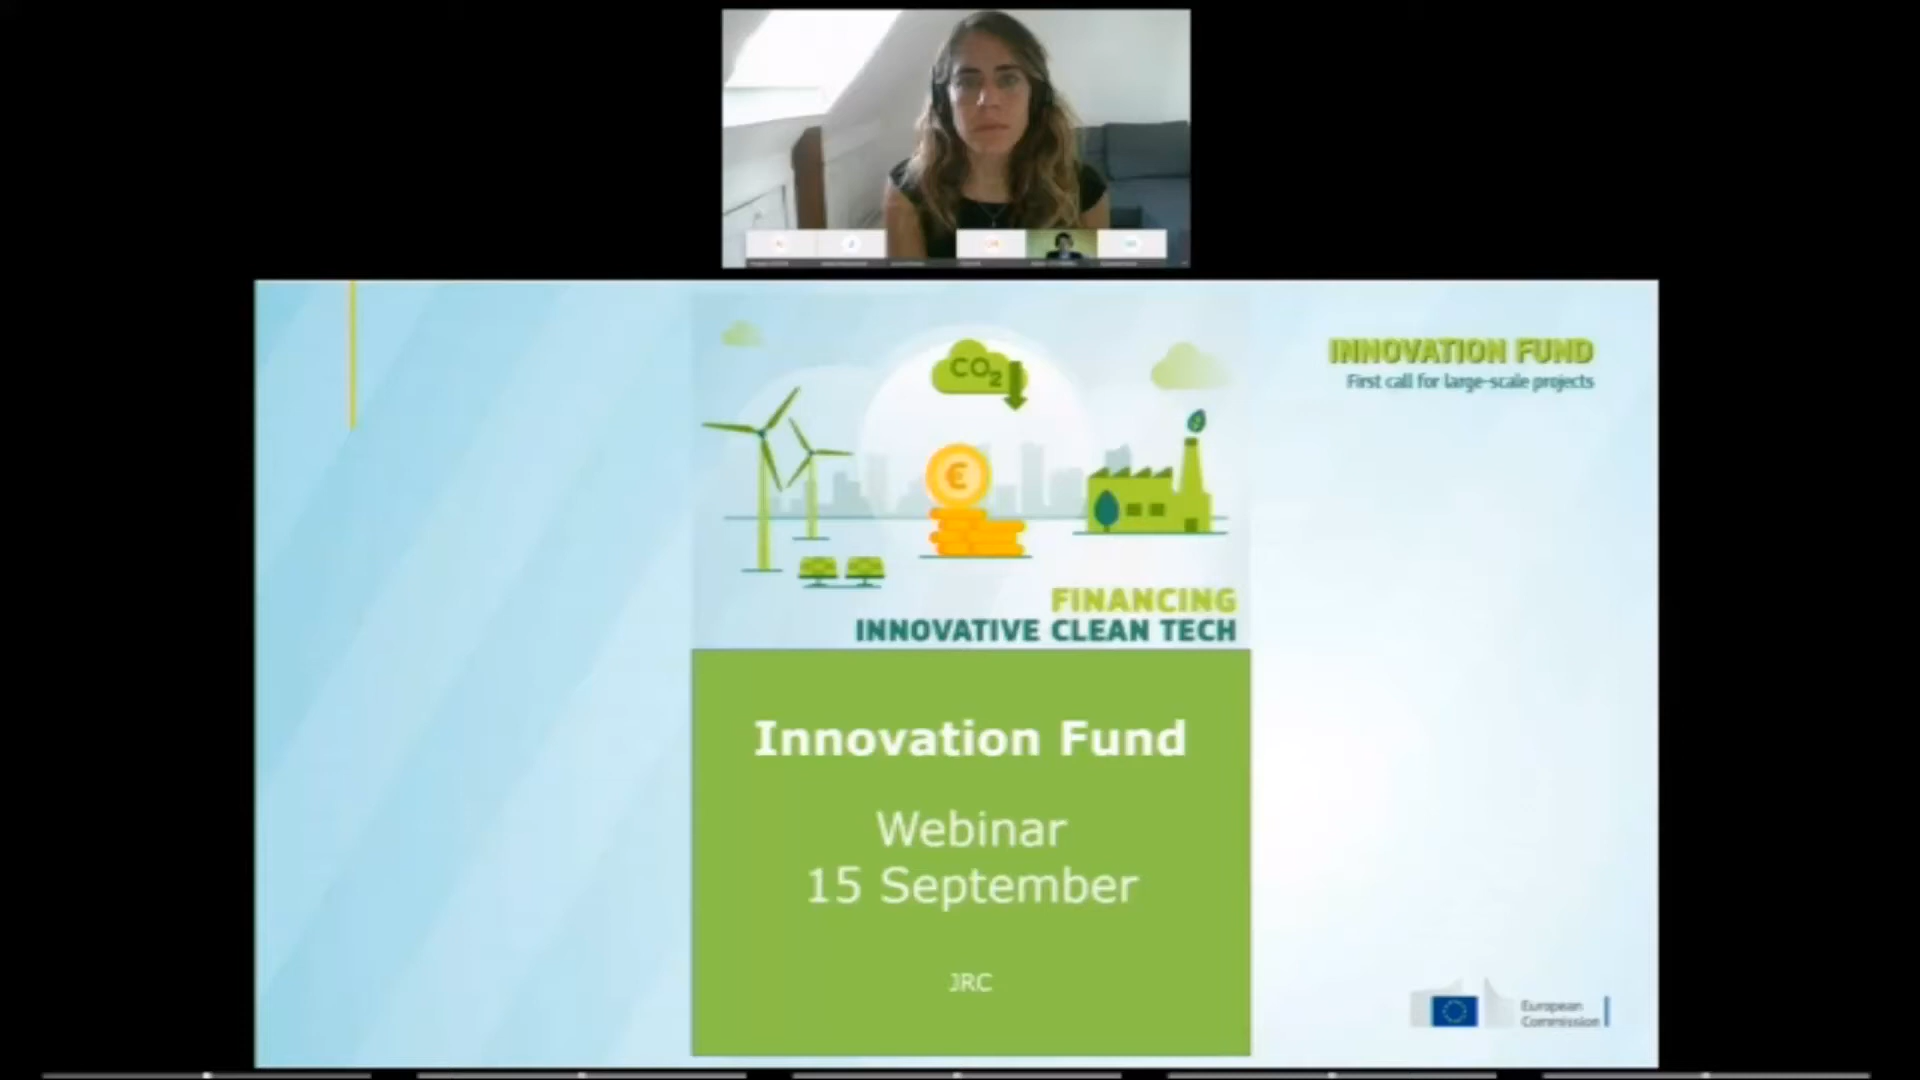 INNOVATION FUND
First call for large-scale projects
CO2
€
FINANCING
INNOVATIVE CLEAN TECH
Innovation Fund
Webinar
15 September
JRC
European
Commission